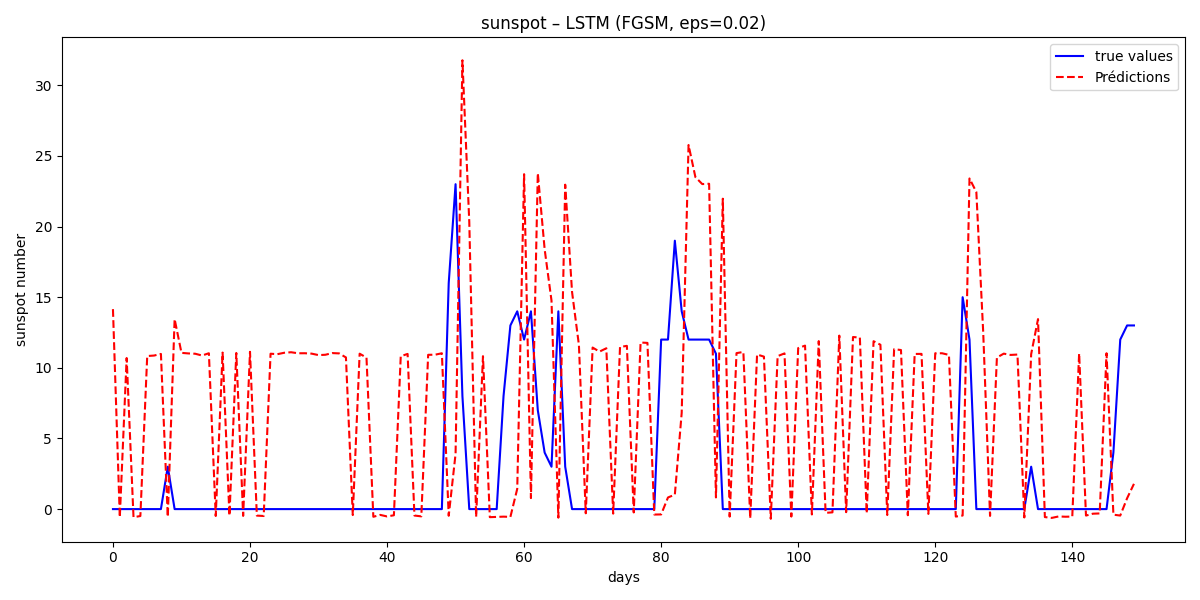 sunspot – LSTM (FGSM, eps=0.02)
true values
Prédictions
sunspot number
30
25
20
15
10
5
0
0 20 40 60 80 100 120 140
days